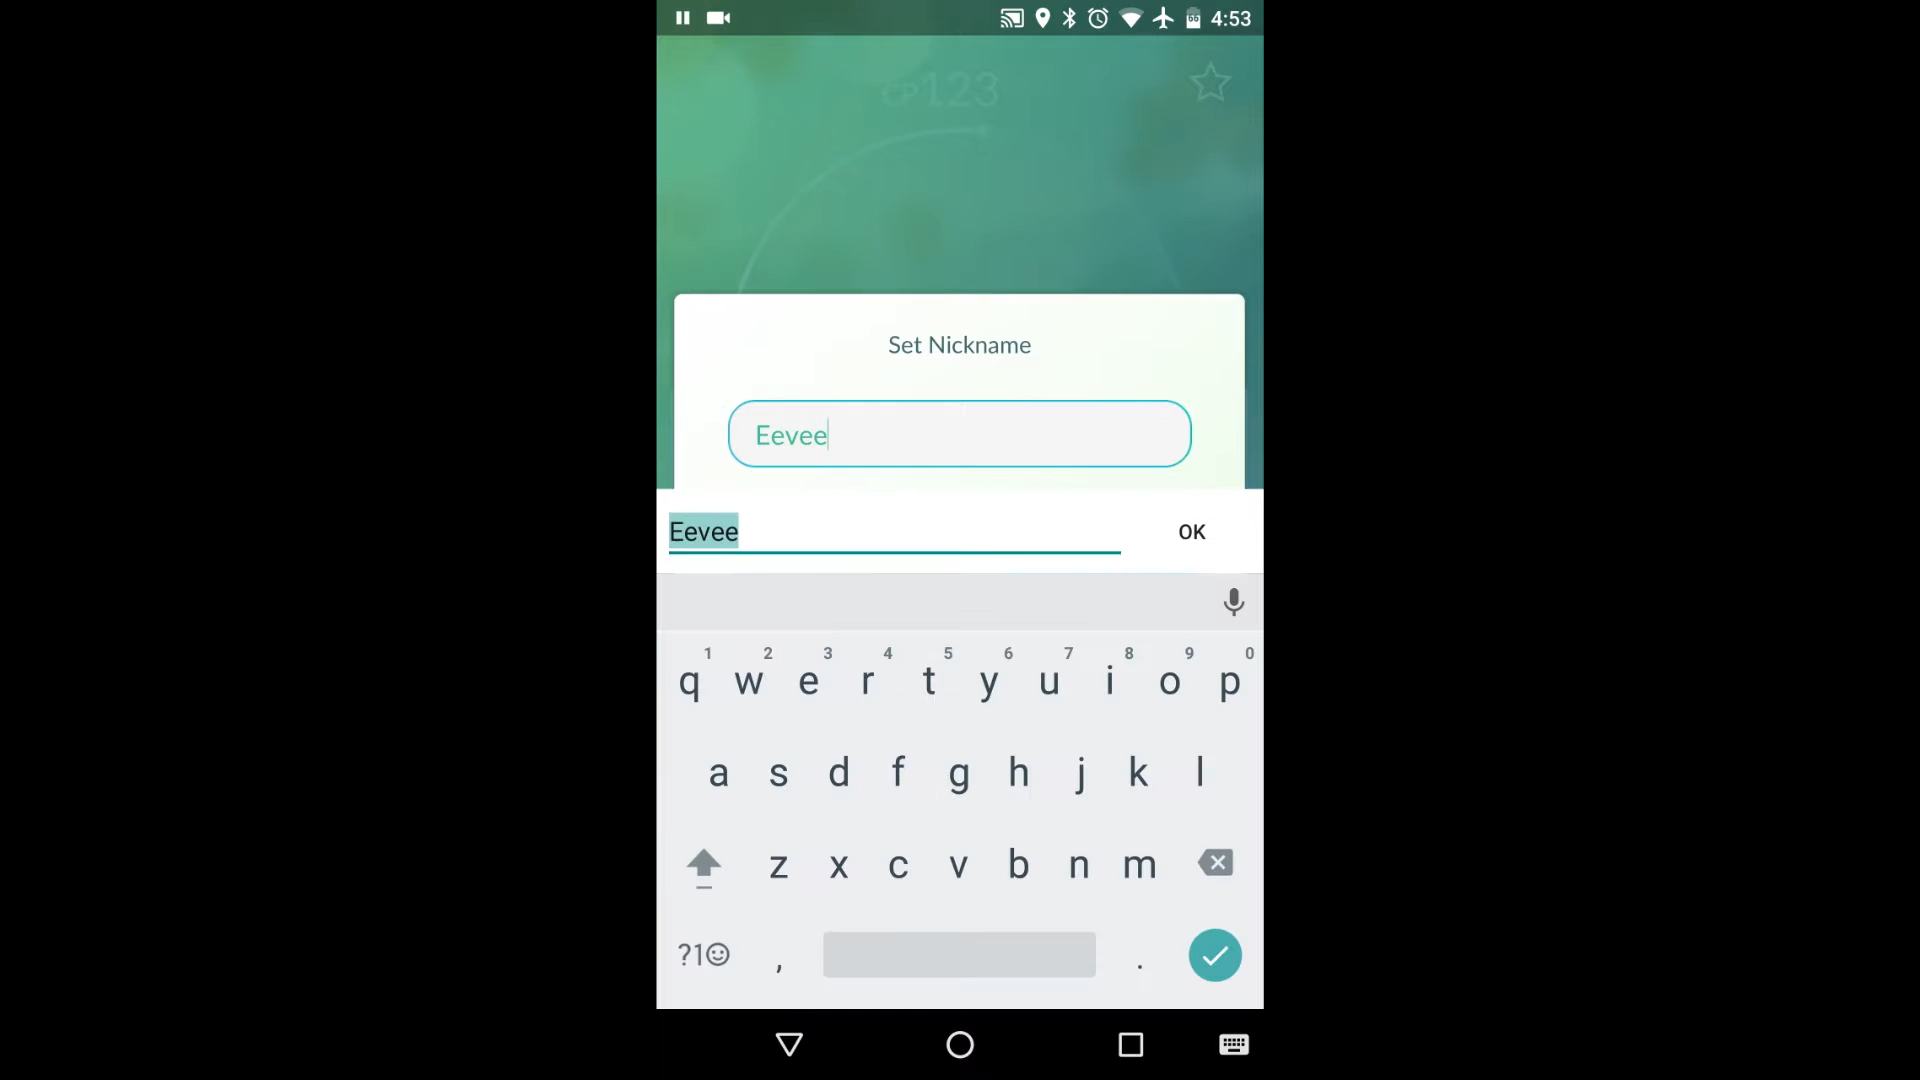 4:53
CP123
Set Nickname
Eevee
Eevee
OK
1 2 3 4 5 6 7 8 9 0
q w e r t y u i o p
a s d f g h j k l
z x c v b n m
?1☺ , .